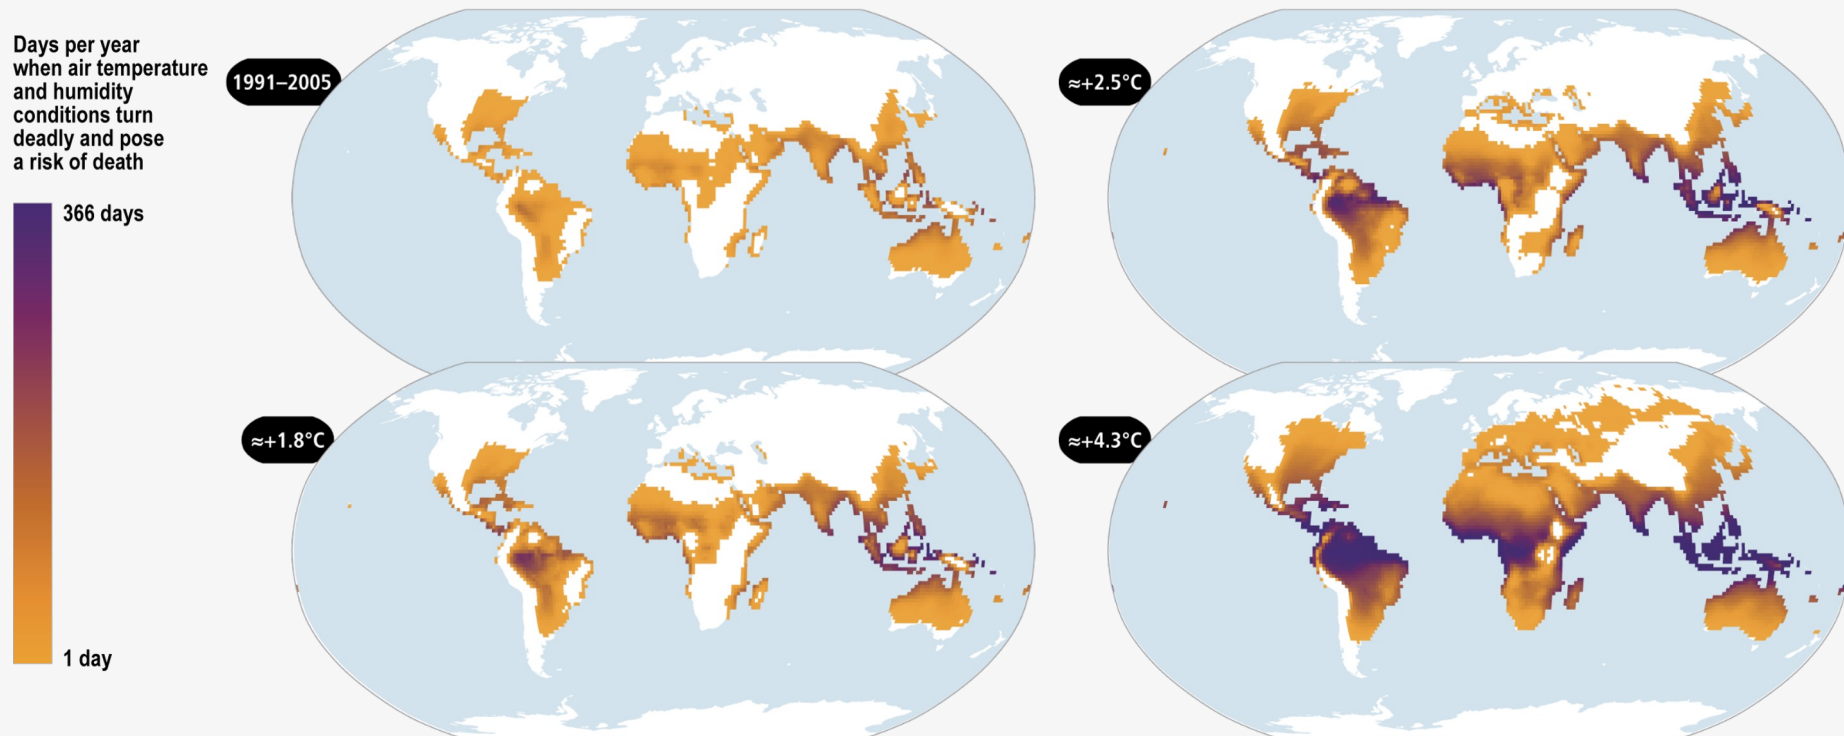 Days per year
when air temperature
and humidity
conditions turn
deadly and pose
a risk of death
366 days
1 day
1991–2005
≈+2.5°C
≈+1.8°C
≈+4.3°C